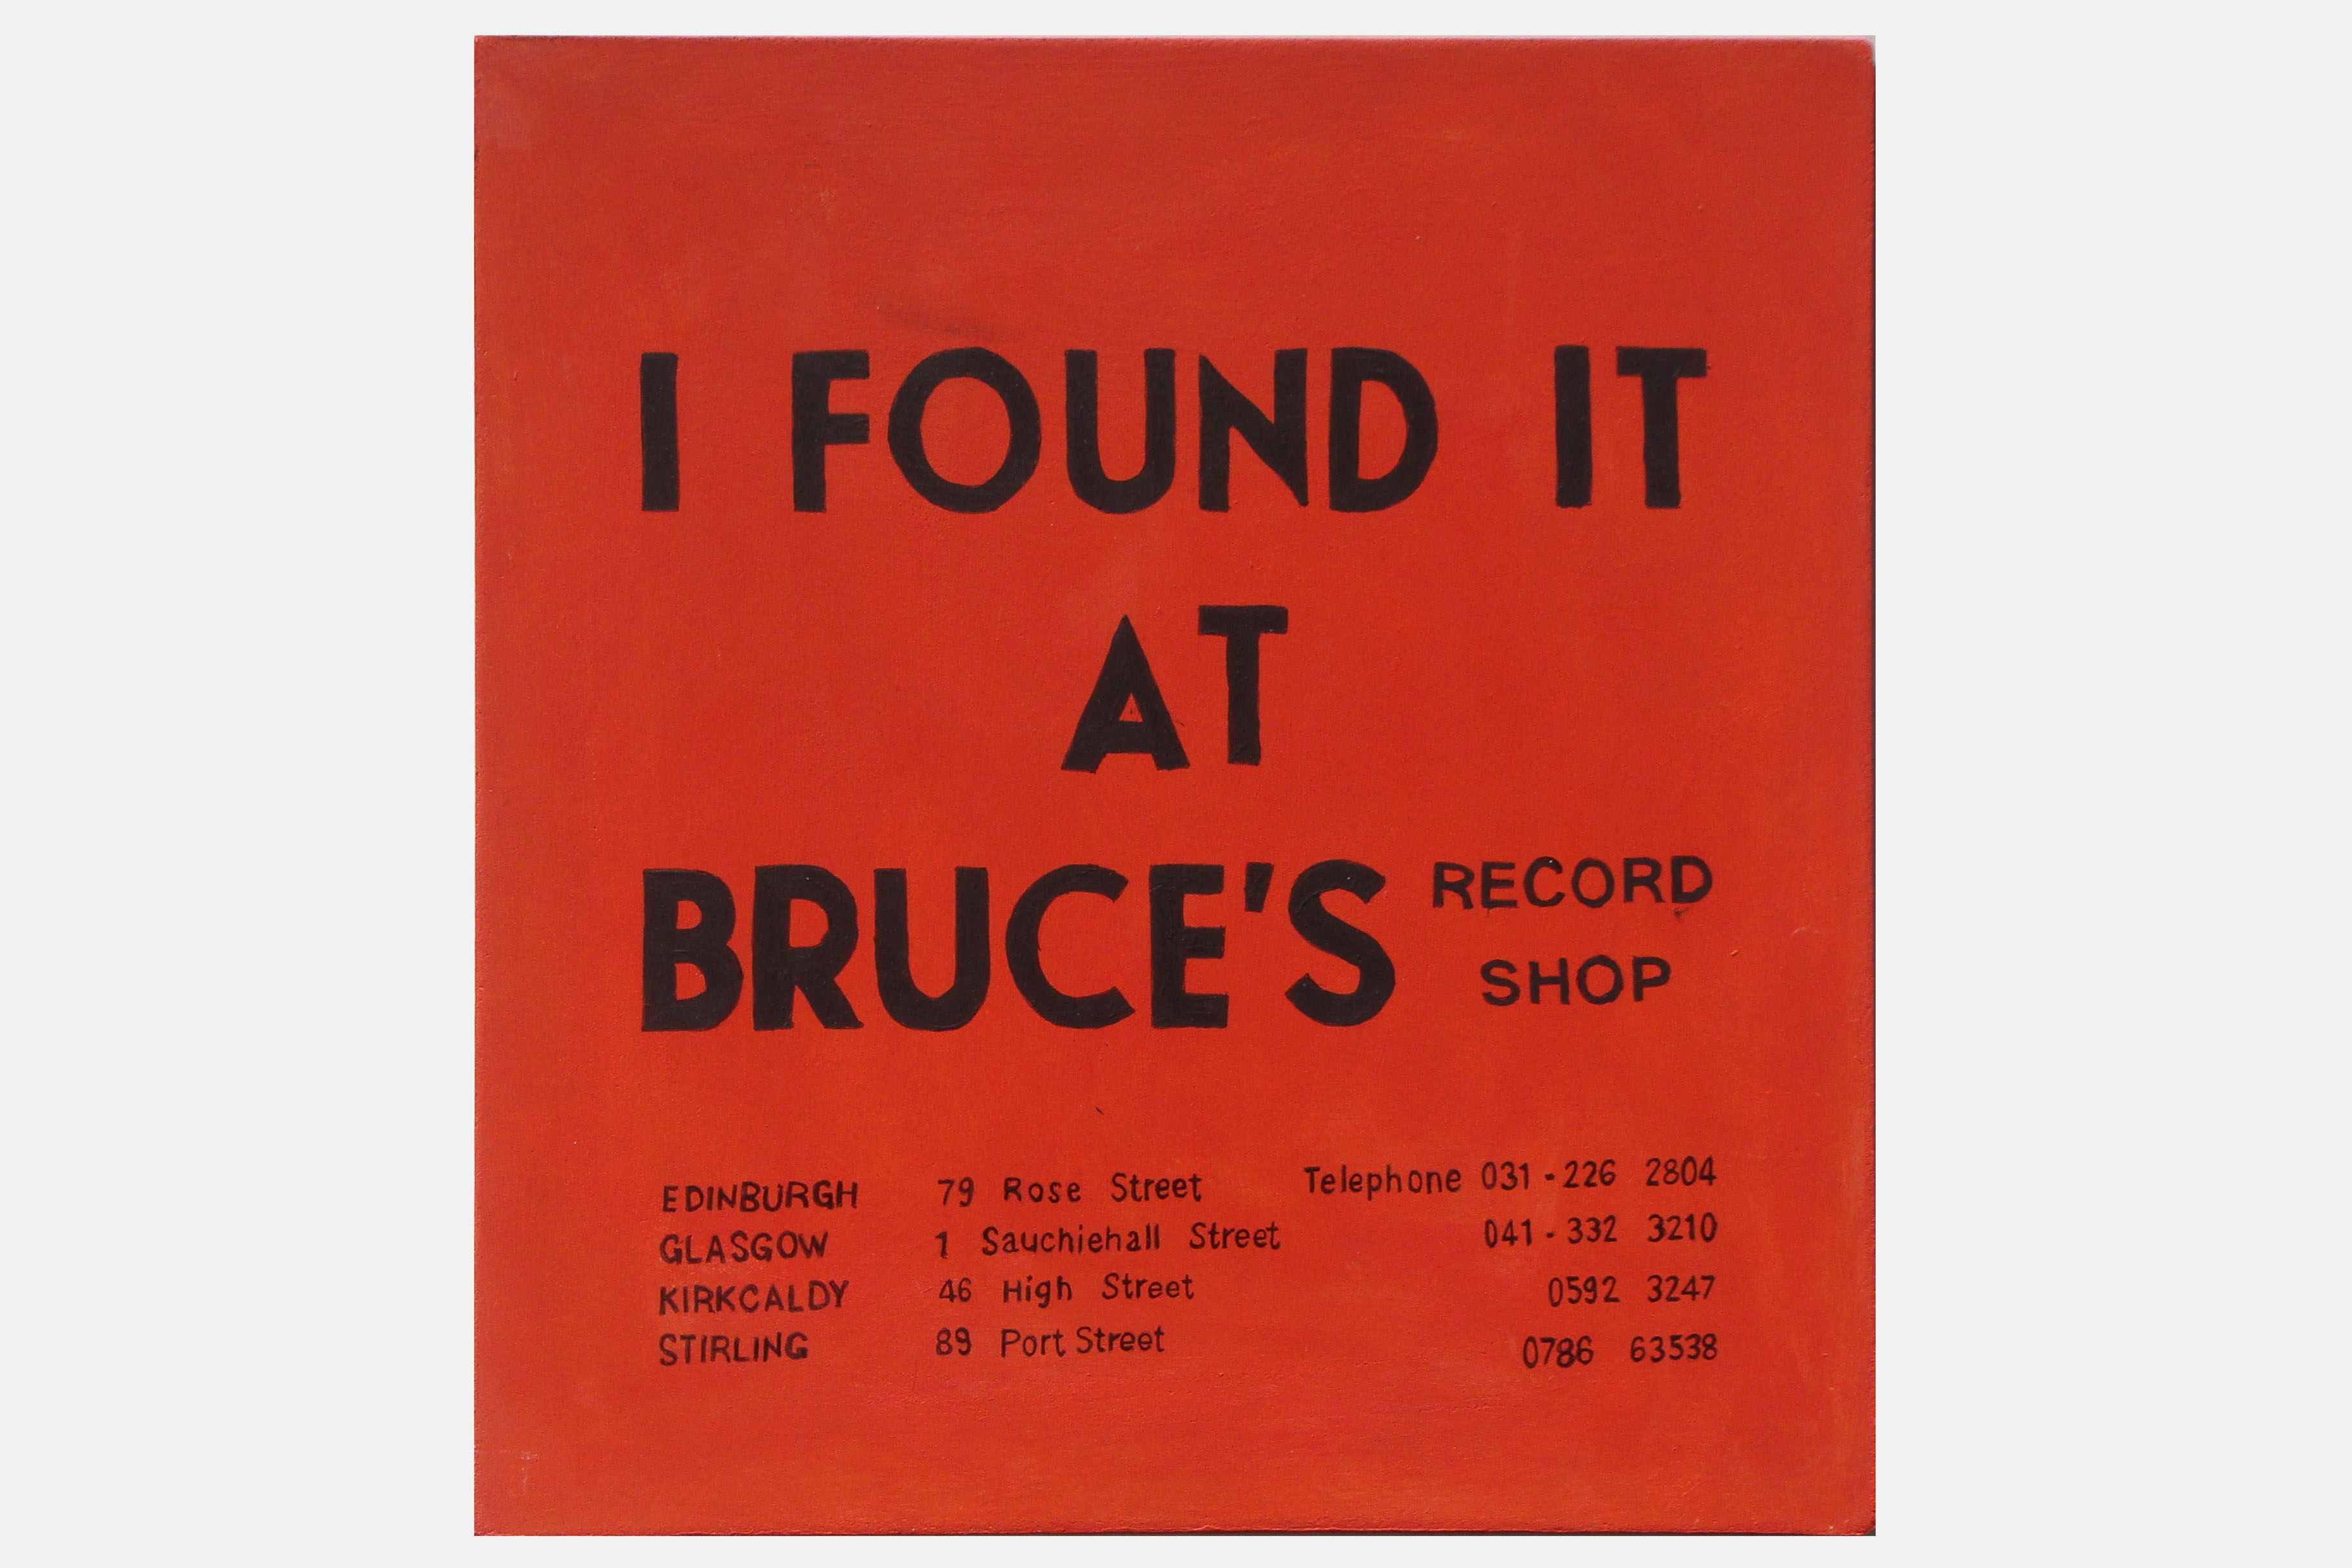 I FOUND IT
AT
BRUCE'S RECORD SHOP
EDINBURGH 79 Rose Street Telephone 031-226 2804
GLASGOW 1 Sauchiehall Street 041-332 3210
KIRKCALDY 46 High Street 0592 3247
STIRLING 89 Port Street 0786 63538